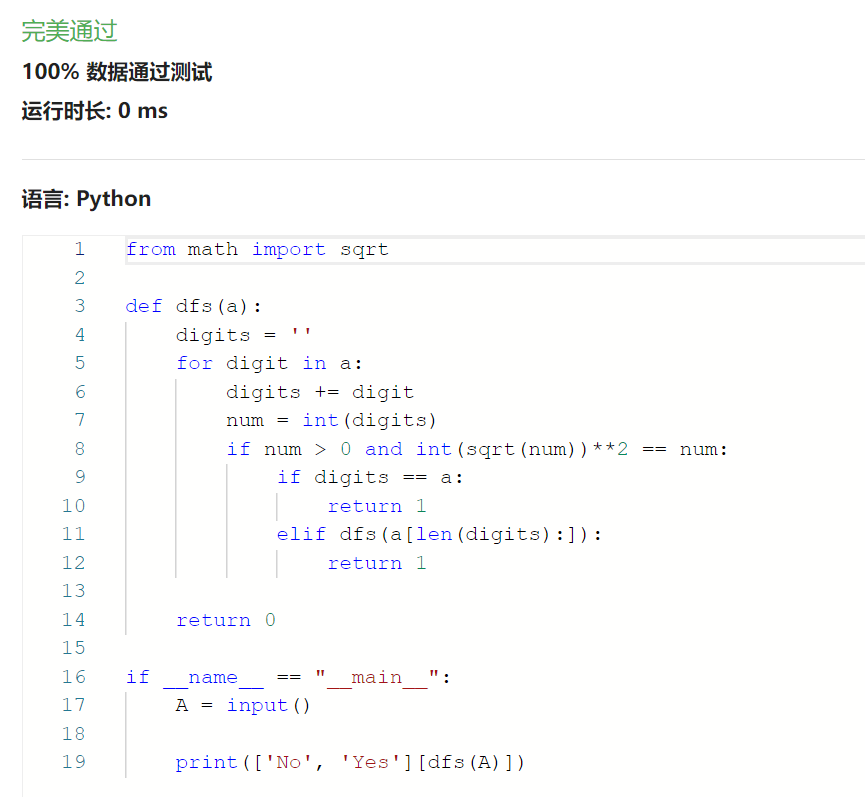 完美通过
100% 数据通过测试
运行时长: 0 ms
语言: Python
1 from math import sqrt
2
3 def dfs(a):
4     digits = ''
5     for digit in a:
6         digits += digit
7         num = int(digits)
8         if num > 0 and int(sqrt(num))**2 == num:
9             if digits == a:
10                 return 1
11             elif dfs(a[len(digits):]):
12                 return 1
13
14     return 0
15
16 if __name__ == "__main__":
17     A = input()
18
19     print(['No', 'Yes'][dfs(A)])